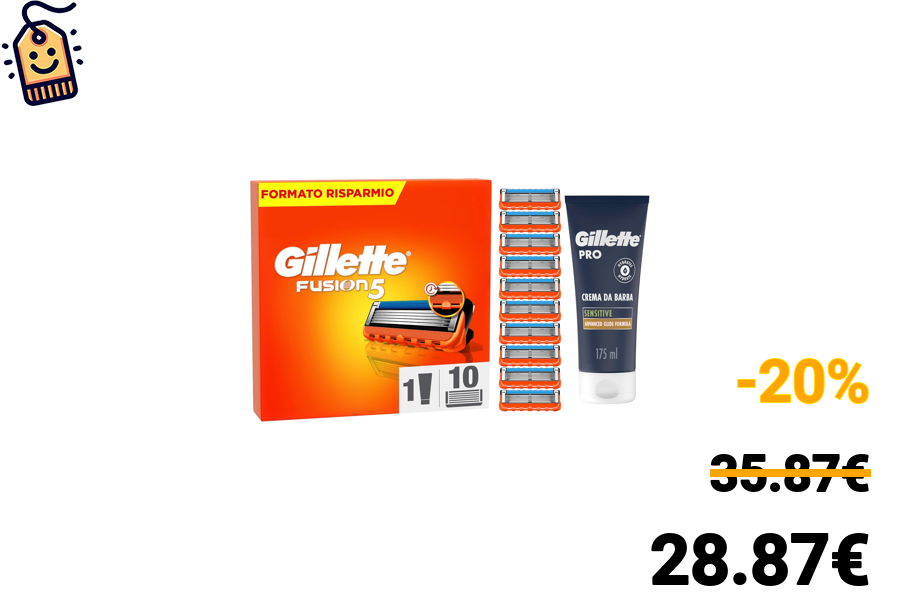 FORMATO RISPARMIO
Gillette
FUSION5
1
10
Gillette
PRO
CREMA DA BARBA
SENSITIVE
ADVANCED GLIDE FORMULA
175 ml
-20%
35.87€
28.87€